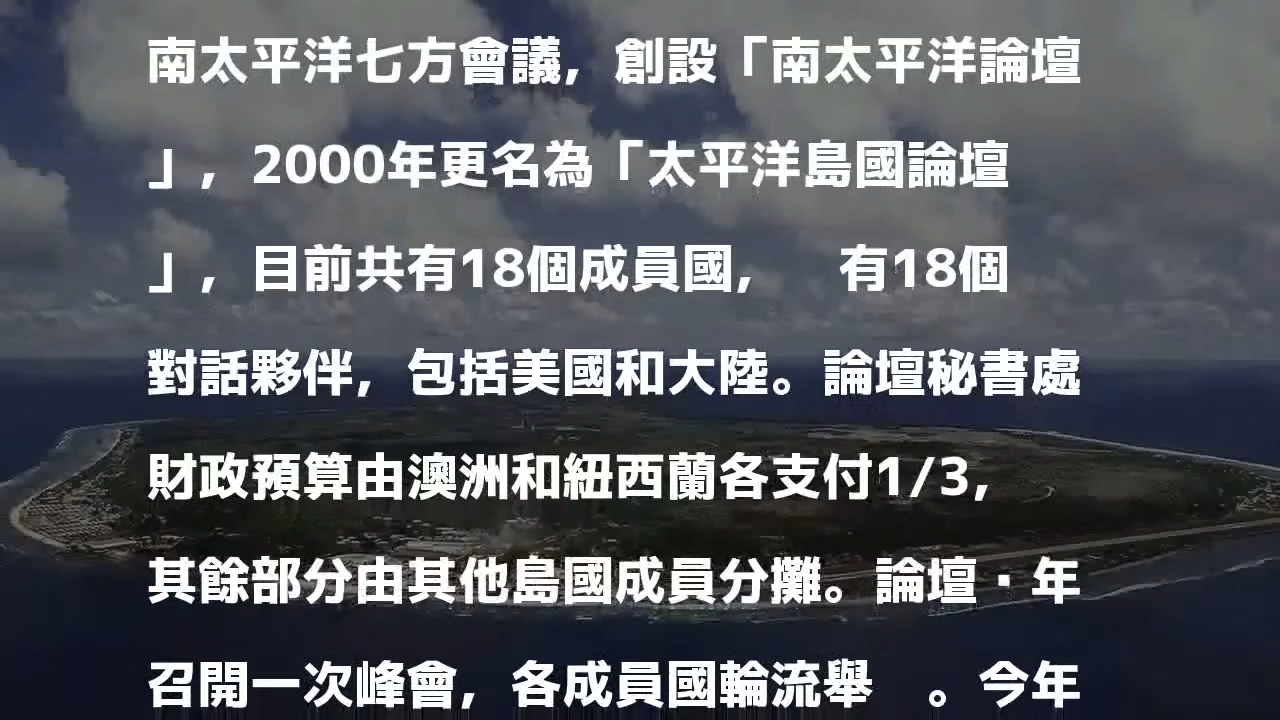 南太平洋七方會議，創設「南太平洋論壇
」，2000年更名為「太平洋島國論壇
」，目前共有18個成員國，　有18個
對話夥伴，包括美國和大陸。論壇秘書處
財政預算由澳洲和紐西蘭各支付1/3，
其餘部分由其他島國成員分攤。論壇·年
召開一次峰會，各成員國輪流舉　。今年